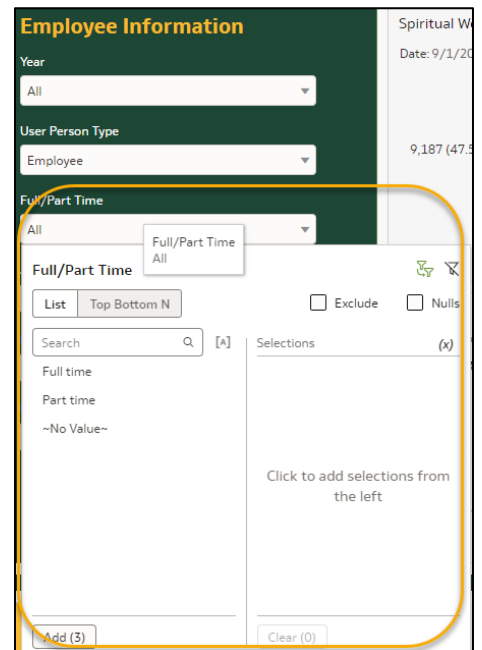 Employee Information
Spiritual We
Year
Date: 9/1/20
All
User Person Type
Employee
9,187 (47.5
Full/Part Time
All
Full/Part Time
All
Full/Part Time
List
Top Bottom N
Exclude
Nulls
Search
[A]
Selections
(x)
Full time
Part time
~No Value~
Click to add selections from
the left
Add (3)
Clear (0)